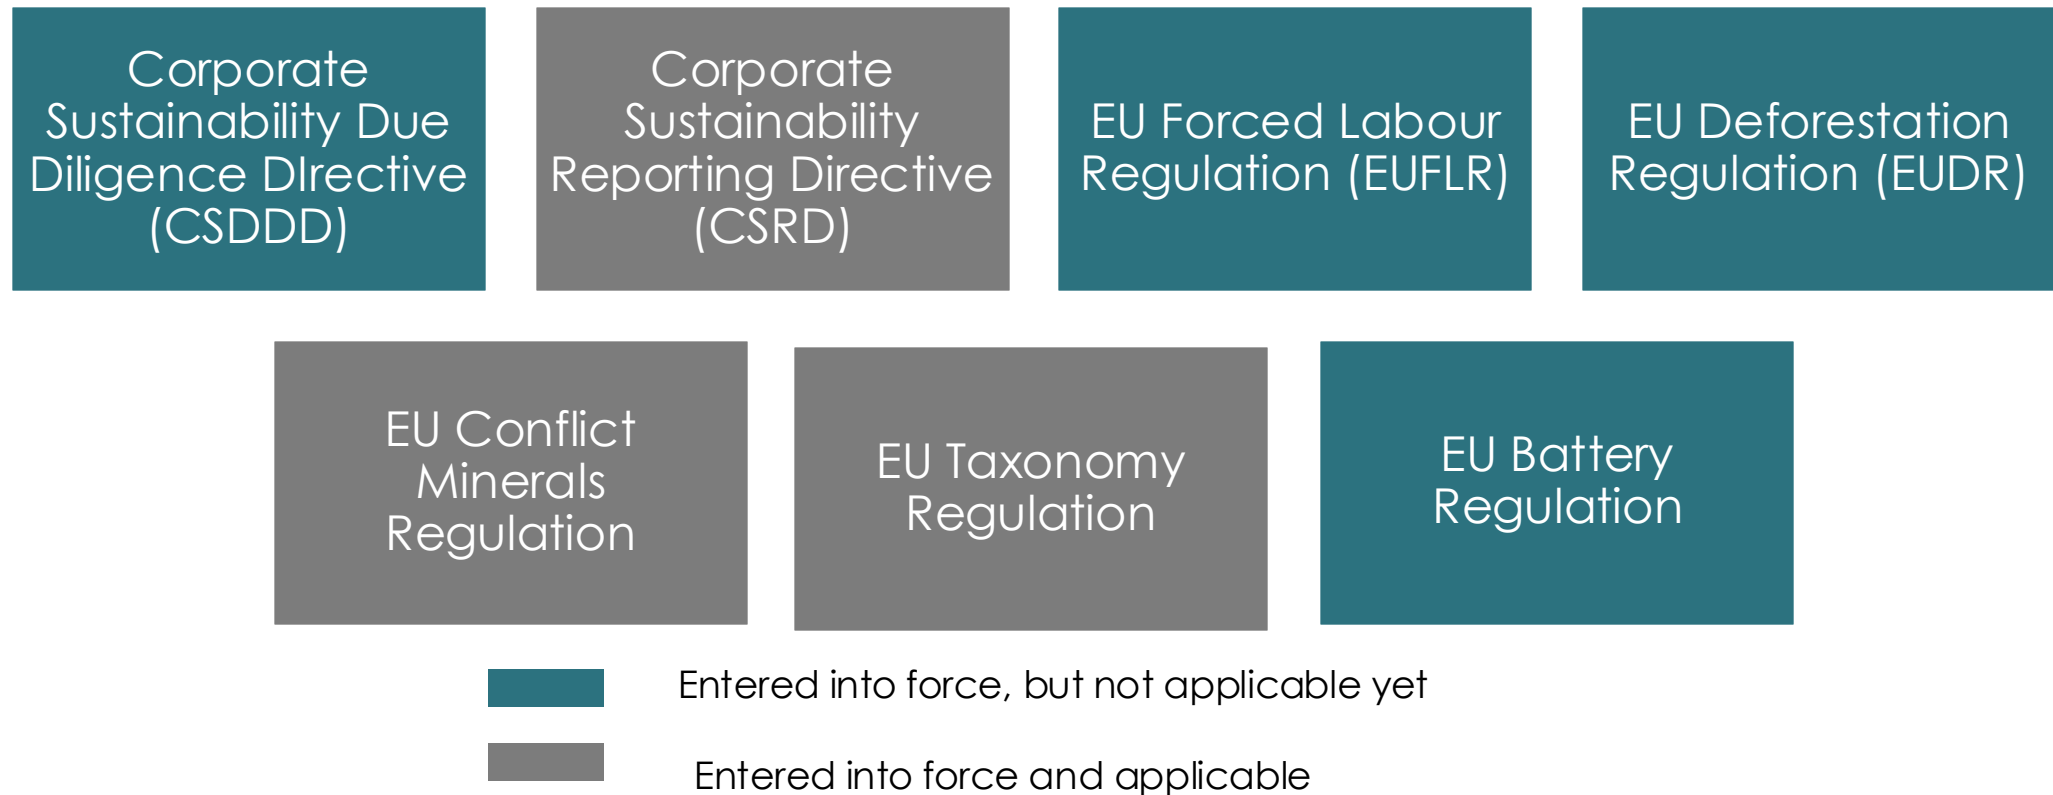 Corporate
Sustainability Due
Diligence DIrective
(CSDDD)
Corporate
Sustainability
Reporting Directive
(CSRD)
EU Forced Labour
Regulation (EUFLR)
EU Deforestation
Regulation (EUDR)
EU Conflict
Minerals
Regulation
EU Taxonomy
Regulation
EU Battery
Regulation
Entered into force, but not applicable yet
Entered into force and applicable